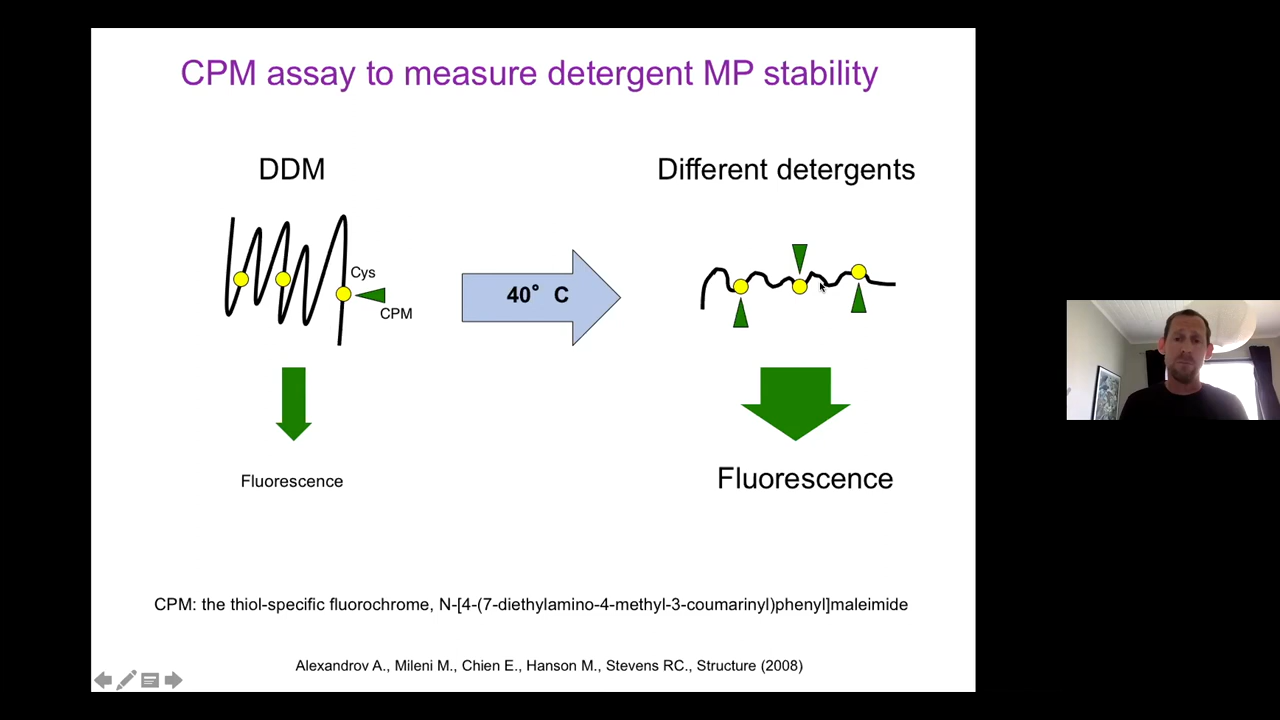 CPM assay to measure detergent MP stability
DDM
Different detergents
Cys
CPM
40° C
Fluorescence
Fluorescence
CPM: the thiol-specific fluorochrome, N-[4-(7-diethylamino-4-methyl-3-coumarinyl)phenyl]maleimide
Alexandrov A., Mileni M., Chien E., Hanson M., Stevens RC., Structure (2008)